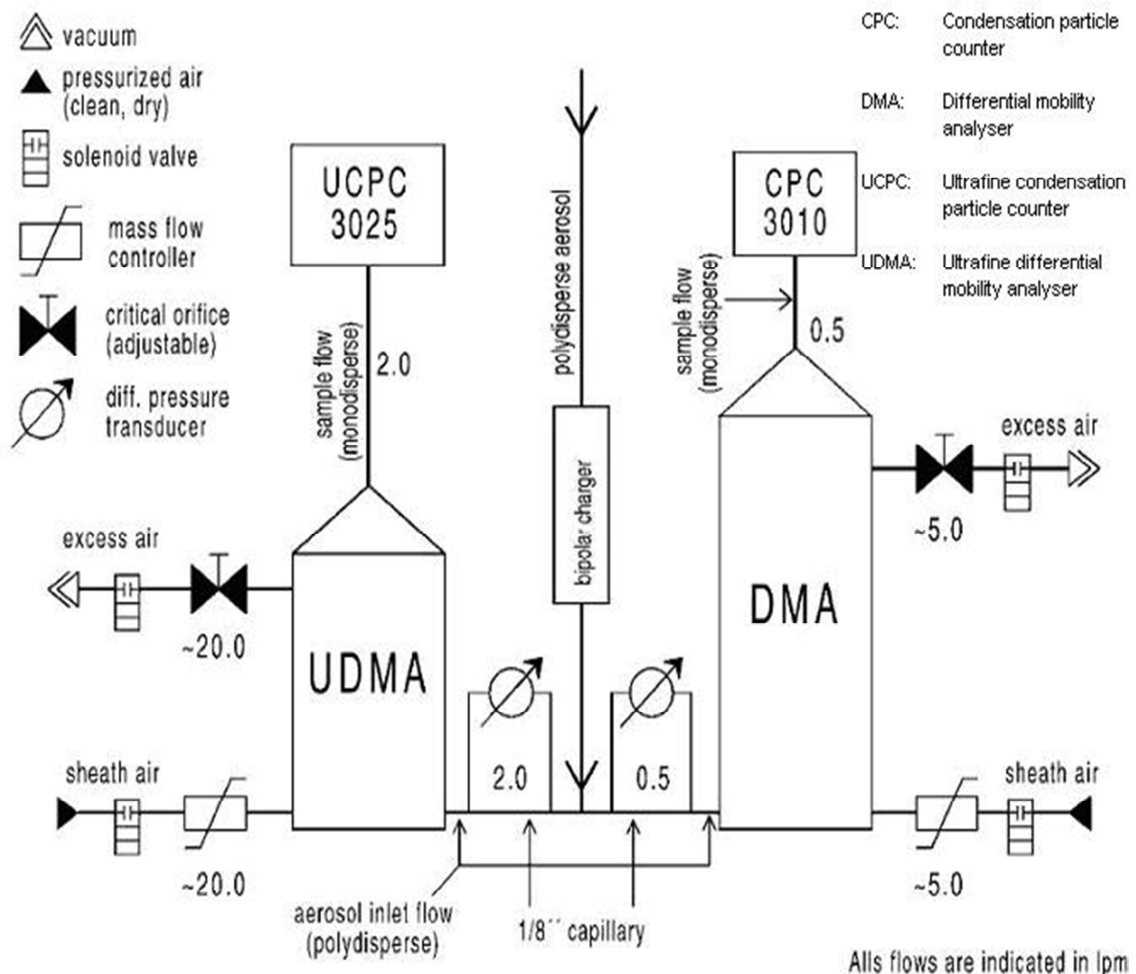 vacuum
pressurized air
(clean, dry)
solenoid valve
mass flow
controller
critical orifice
(adjustable)
diff. pressure
transducer
CPC: Condensation particle
counter
DMA: Differential mobility
analyser
UCPC: Ultrafine condensation
particle counter
UDMA: Ultrafine differential
mobility analyser
UCPC
3025
sample flow
(monodisperse)
2.0
polydisperse aerosol
bipolar charger
CPC
3010
sample flow
(monodisperse)
0.5
excess air
~5.0
excess air
~20.0
UDMA
DMA
2.0
0.5
sheath air
~20.0
sheath air
~5.0
aerosol inlet flow
(polydisperse)
1/8´´ capillary
Alls flows are indicated in lpm